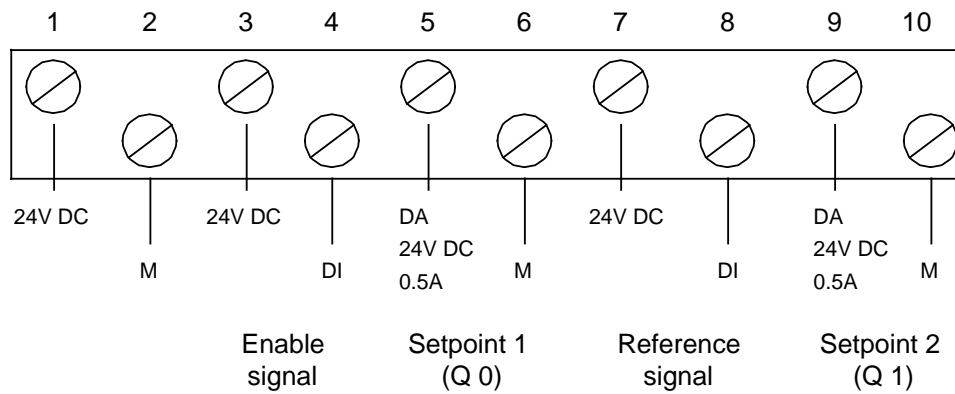 1 2 3 4 5 6 7 8 9 10
24V DC 24V DC DA 24V DC DA
24V DC 24V DC
M DI M DI M
0.5A 0.5A
Enable Setpoint 1 Reference Setpoint 2
signal (Q 0) signal (Q 1)